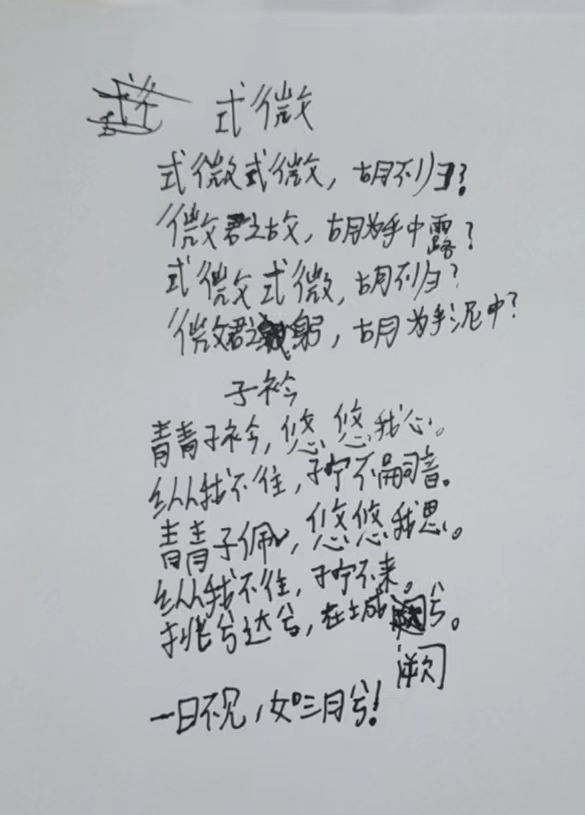 式微
式微式微，胡不归？
微君之故，胡为乎中露？
式微式微，胡不归？
微君之躬，胡为乎泥中？
子衿
青青子衿，悠悠我心。
纵我不往，子宁不嗣音。
青青子佩，悠悠我思。
纵我不往，子宁不来。
挑兮达兮，在城兮。
阙
一日不见，如三月兮！